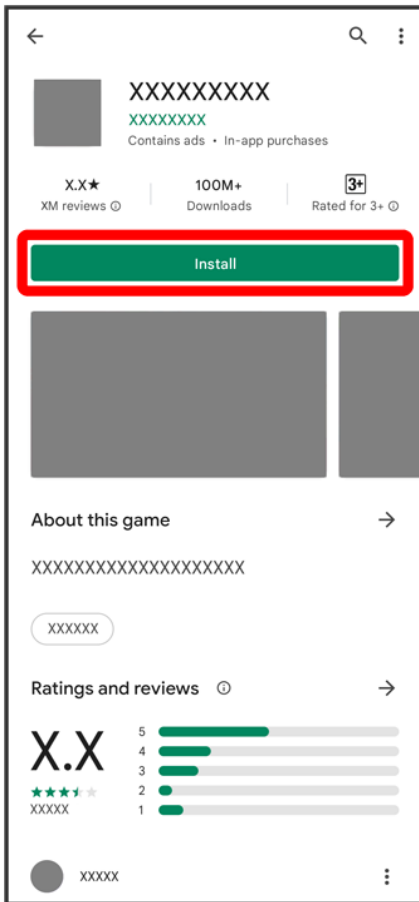 XXXXXXXXX
XXXXXXXX
Contains ads • In-app purchases
X.X★ 100M+ 3+
XM reviews Downloads Rated for 3+
Install
About this game
XXXXXXXXXXXXXXXXXXXX
XXXXXX
Ratings and reviews
X.X
5
4
3
2
1
XXXXX
XXXXX